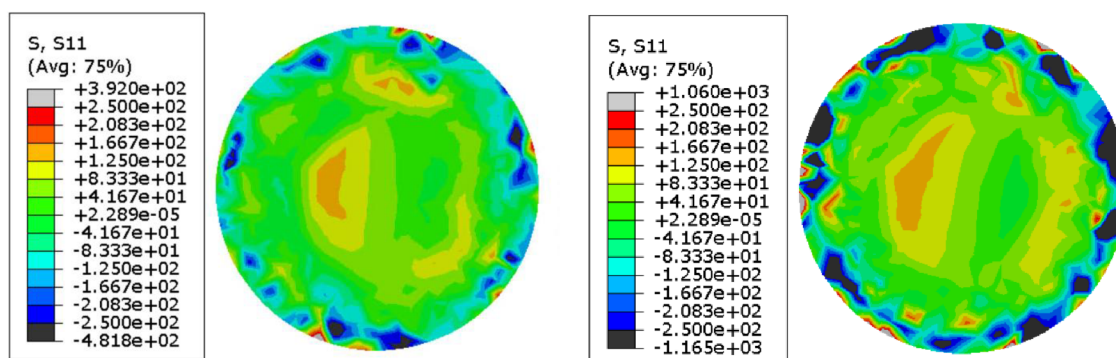 S, S11
(Avg: 75%)
+3.920e+02
+2.500e+02
+2.083e+02
+1.667e+02
+1.250e+02
+8.333e+01
+4.167e+01
+2.289e-05
-4.167e+01
-8.333e+01
-1.250e+02
-1.667e+02
-2.083e+02
-2.500e+02
-4.818e+02
S, S11
(Avg: 75%)
+1.060e+03
+2.500e+02
+2.083e+02
+1.667e+02
+1.250e+02
+8.333e+01
+4.167e+01
+2.289e-05
-4.167e+01
-8.333e+01
-1.250e+02
-1.667e+02
-2.083e+02
-2.500e+02
-1.165e+03